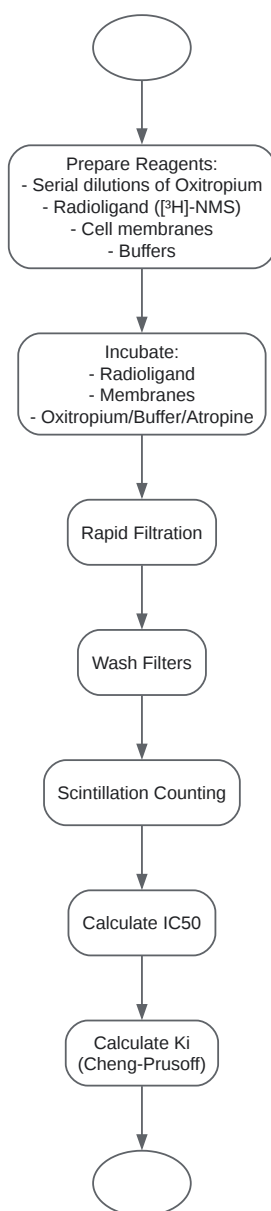 Prepare Reagents:
- Serial dilutions of Oxitropium
- Radioligand ([³H]-NMS)
- Cell membranes
- Buffers
Incubate:
- Radioligand
- Membranes
- Oxitropium/Buffer/Atropine
Rapid Filtration
Wash Filters
Scintillation Counting
Calculate IC50
Calculate Ki
(Cheng-Prusoff)